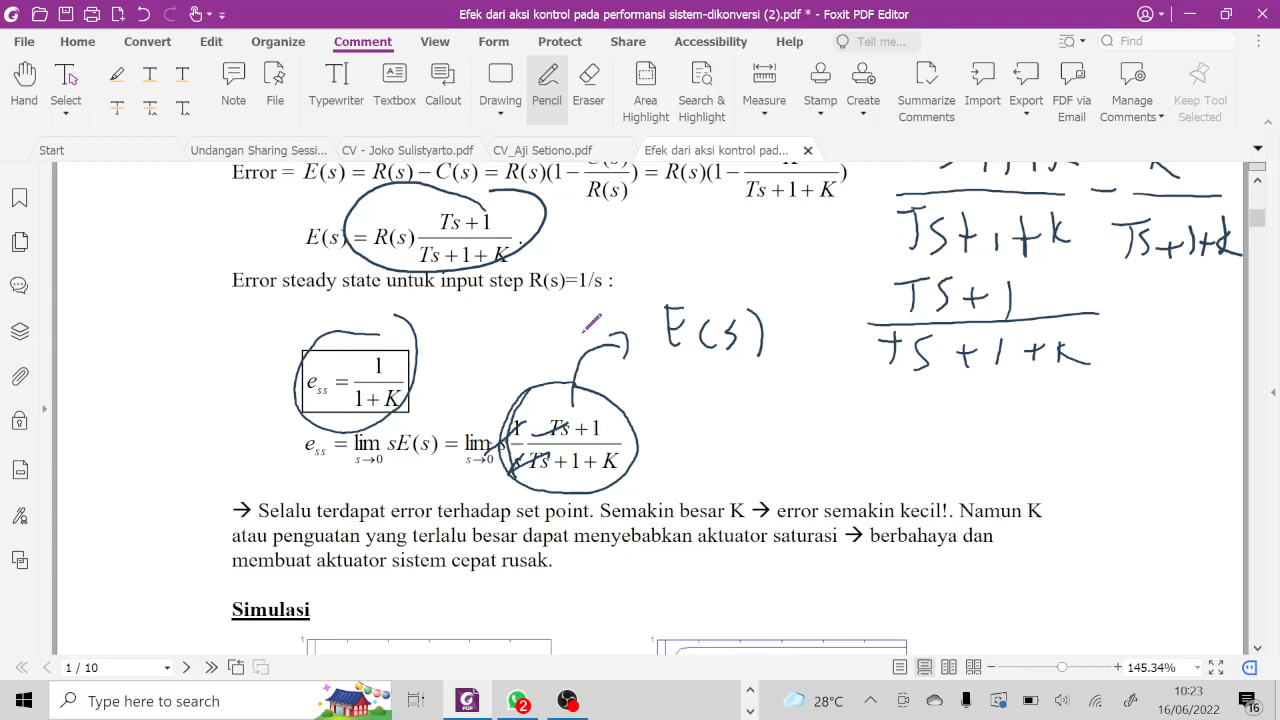 Efek dari aksi kontrol pada performansi sistem-dikonversi (2).pdf * - Foxit PDF Editor
File Home Convert Edit Organize Comment View Form Protect Share Accessibility Help Tell me... Find
Hand Select Note File Typewriter Textbox Callout Drawing Pencil Eraser Area Highlight Search & Highlight Measure Stamp Create Summarize Comments Import Export FDF via Email Manage Comments Keep Tool Selected
Start Undangan Sharing Sessi... CV - Joko Sulistyarto.pdf CV_Aji Setiono.pdf Efek dari aksi kontrol pad...
Error = E(s) = R(s) − C(s) = R(s)(1 − C(s)/R(s)) = R(s)(1 − K/(Ts + 1 + K))
E(s) = R(s) (Ts + 1)/(Ts + 1 + K) .
Ts + 1 + K − Ts + 1 + K
Error steady state untuk input step R(s)=1/s :
Ts + 1
Ts + 1 + K
E(s)
e_ss = 1/(1 + K)
e_ss = lim s→0 sE(s) = lim s→0 s 1/s (Ts + 1)/(Ts + 1 + K)
→ Selalu terdapat error terhadap set point. Semakin besar K → error semakin kecil!. Namun K
atau penguatan yang terlalu besar dapat menyebabkan aktuator saturasi → berbahaya dan
membuat aktuator sistem cepat rusak.
Simulasi
1 1
1 / 10 145.34%
Type here to search 2 28°C 10:23
16/06/2022 16